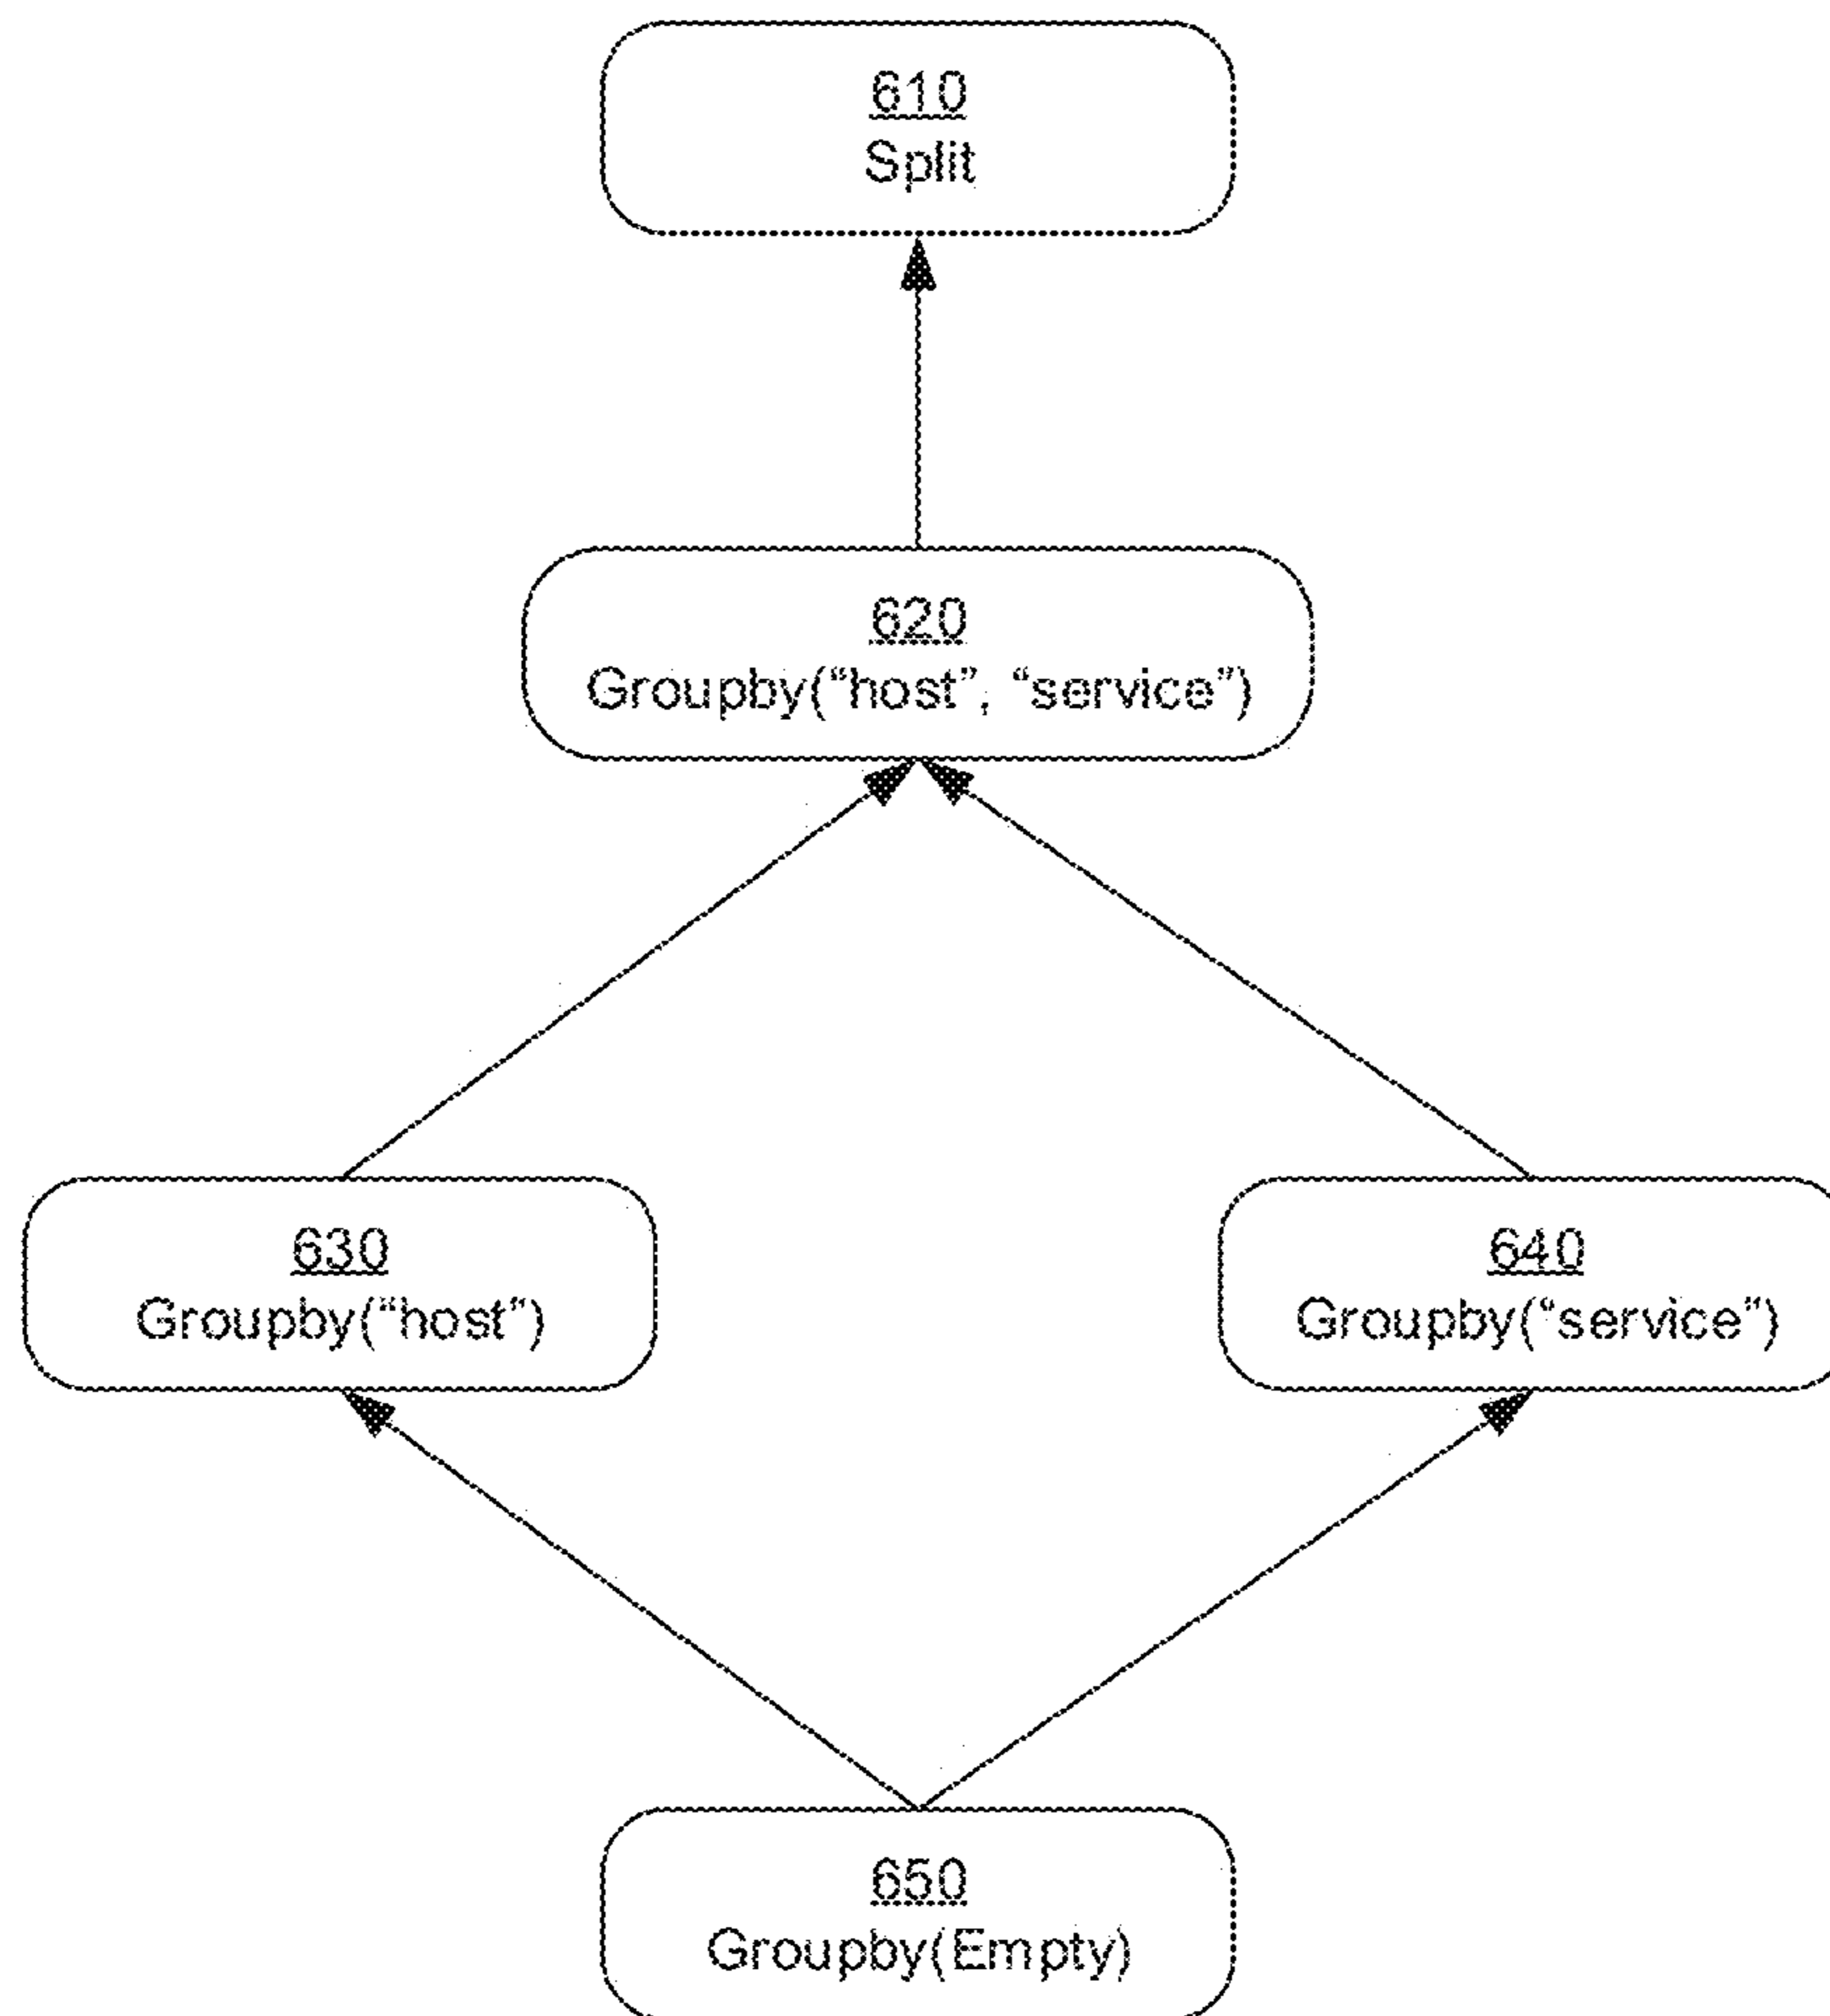 610
Split
620
Groupby(“host”, “service”)
630
Groupby(“host”)
640
Groupby(“service”)
650
Groupby(Empty)